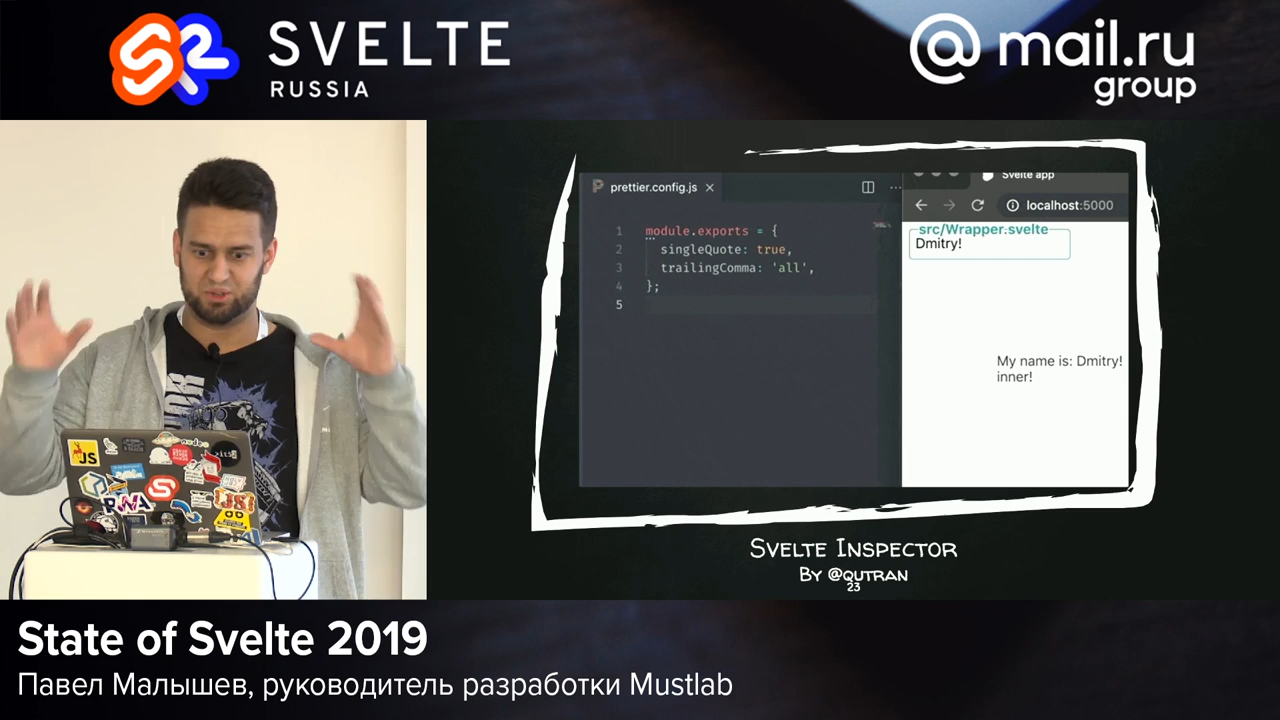 SVELTE
RUSSIA
@mail.ru
group
prettier.config.js
1 module.exports = {
2 singleQuote: true,
3 trailingComma: 'all',
4 };
5
Svelte app
localhost:5000
src/Wrapper.svelte
Dmitry!
My name is: Dmitry!
inner!
JS
JS
Svelte Inspector
By @qutran
23
State of Svelte 2019
Павел Малышев, руководитель разработки Mustlab